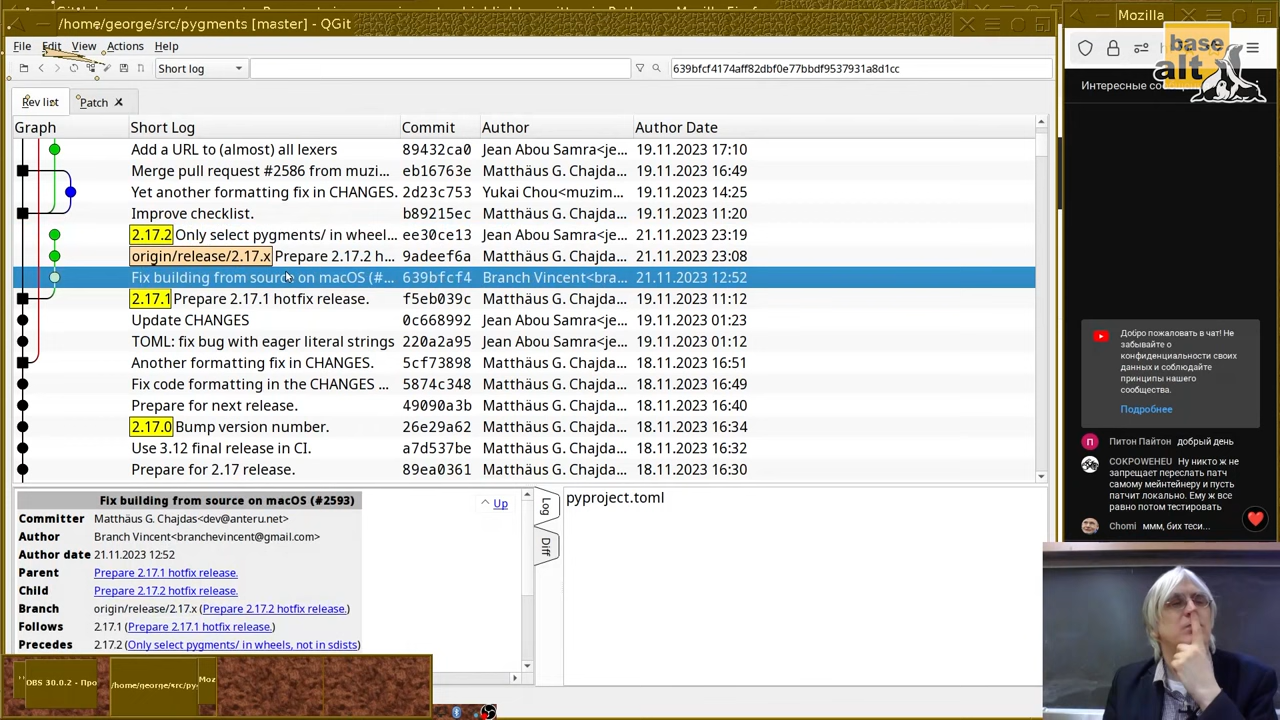 /home/george/src/pygments [master] - QGit
Mozilla
File Edit View Actions Help
Short log
639bfcf4174aff82dbf0e77bbdf9537931a8d1cc
base
alt
Rev list
Patch
Graph Short Log Commit Author Author Date
Add a URL to (almost) all lexers 89432ca0 Jean Abou Samra<je... 19.11.2023 17:10
Merge pull request #2586 from muzi... eb16763e Matthäus G. Chajda... 19.11.2023 16:49
Yet another formatting fix in CHANGES. 2d23c753 Yukai Chou<muzim... 19.11.2023 14:25
Improve checklist. b89215ec Matthäus G. Chajda... 19.11.2023 11:20
2.17.2 Only select pygments/ in wheel... ee30ce13 Jean Abou Samra<je... 21.11.2023 23:19
origin/release/2.17.x Prepare 2.17.2 h... 9adeef6a Matthäus G. Chajda... 21.11.2023 23:08
Fix building from source on macOS (#... 639bfcf4 Branch Vincent<bra... 21.11.2023 12:52
2.17.1 Prepare 2.17.1 hotfix release. f5eb039c Matthäus G. Chajda... 19.11.2023 11:12
Update CHANGES 0c668992 Jean Abou Samra<je... 19.11.2023 01:23
TOML: fix bug with eager literal strings 220a2a95 Jean Abou Samra<je... 19.11.2023 01:12
Another formatting fix in CHANGES. 5cf73898 Matthäus G. Chajda... 18.11.2023 16:51
Fix code formatting in the CHANGES ... 5874c348 Matthäus G. Chajda... 18.11.2023 16:49
Prepare for next release. 49090a3b Matthäus G. Chajda... 18.11.2023 16:40
2.17.0 Bump version number. 26e29a62 Matthäus G. Chajda... 18.11.2023 16:34
Use 3.12 final release in CI. a7d537be Matthäus G. Chajda... 18.11.2023 16:32
Prepare for 2.17 release. 89ea0361 Matthäus G. Chajda... 18.11.2023 16:30
Fix building from source on macOS (#2593)
Up
Committer Matthäus G. Chajdas<dev@anteru.net>
Author Branch Vincent<branchevincent@gmail.com>
Author date 21.11.2023 12:52
Parent Prepare 2.17.1 hotfix release.
Child Prepare 2.17.2 hotfix release.
Branch origin/release/2.17.x (Prepare 2.17.2 hotfix release.)
Follows 2.17.1 (Prepare 2.17.1 hotfix release.)
Precedes 2.17.2 (Only select pygments/ in wheels, not in sdists)
Log
Diff
pyproject.toml
Интересные со
Добро пожаловать в чат! Не
забывайте о
конфиденциальности своих
данных и соблюдайте
принципы нашего
сообщества.
Подробнее
Питон Пайтон добрый день
COKPOWEHEU Ну никто ж не
запрещает переслать патч
самому мейнтейнеру и пусть
патчит локально. Ему ж все
равно потом тестировать
Chomi ммм, бих теси...
OBS 30.0.2 - Про
/home/george/src/py
Moz